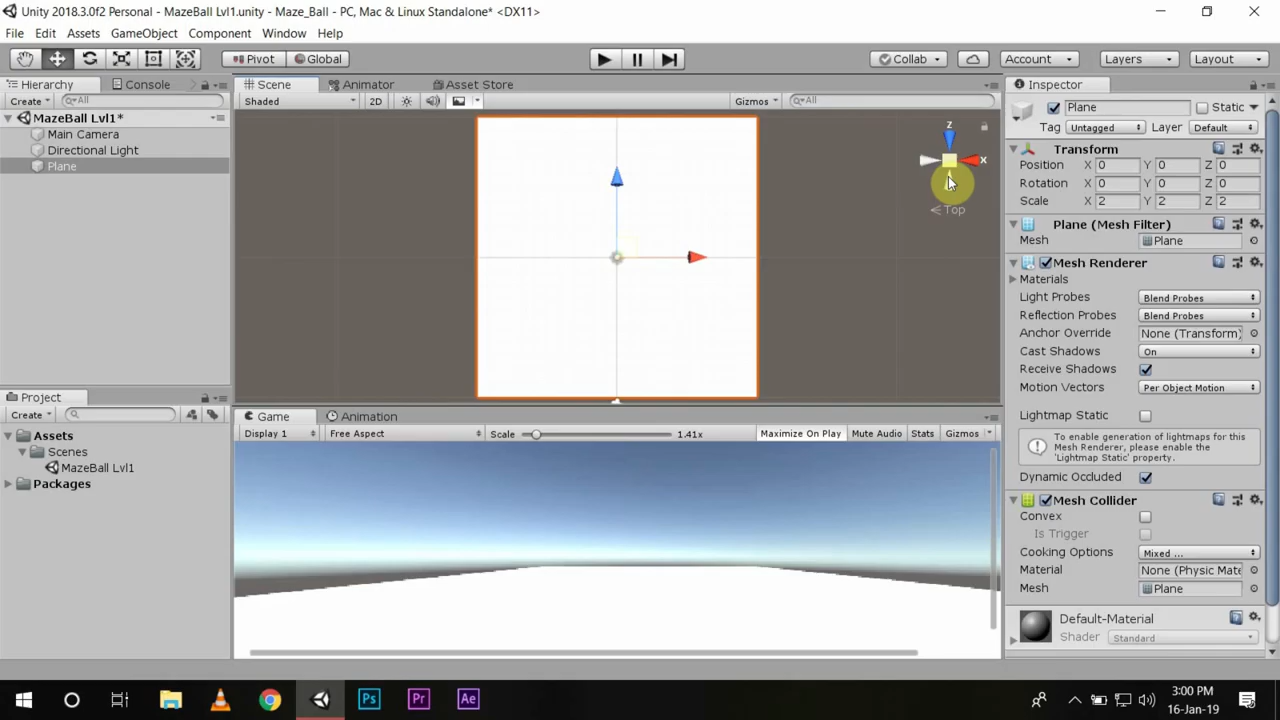 Unity 2018.3.0f2 Personal - MazeBall Lvl1.unity - Maze_Ball - PC, Mac & Linux Standalone* <DX11>
File Edit Assets GameObject Component Window Help
Pivot Global Collab Account Layers Layout
Hierarchy Console
Create All
MazeBall Lvl1*
Main Camera
Directional Light
Plane
Scene Animator Asset Store
Shaded 2D Gizmos All
z
x
Top
Project
Create
Assets
Scenes
MazeBall Lvl1
Packages
Game Animation
Display 1 Free Aspect Scale 1.41x Maximize On Play Mute Audio Stats Gizmos
Inspector
Plane Static
Tag Untagged Layer Default
Transform
Position X 0 Y 0 Z 0
Rotation X 0 Y 0 Z 0
Scale X 2 Y 2 Z 2
Plane (Mesh Filter)
Mesh Plane
Mesh Renderer
Materials
Light Probes Blend Probes
Reflection Probes Blend Probes
Anchor Override None (Transform)
Cast Shadows On
Receive Shadows
Motion Vectors Per Object Motion
Lightmap Static
To enable generation of lightmaps for this
Mesh Renderer, please enable the
'Lightmap Static' property.
Dynamic Occluded
Mesh Collider
Convex
Is Trigger
Cooking Options Mixed ...
Material None (Physic Mate
Mesh Plane
Default-Material
Shader Standard
Ps Pr Ae
3:00 PM
16-Jan-19